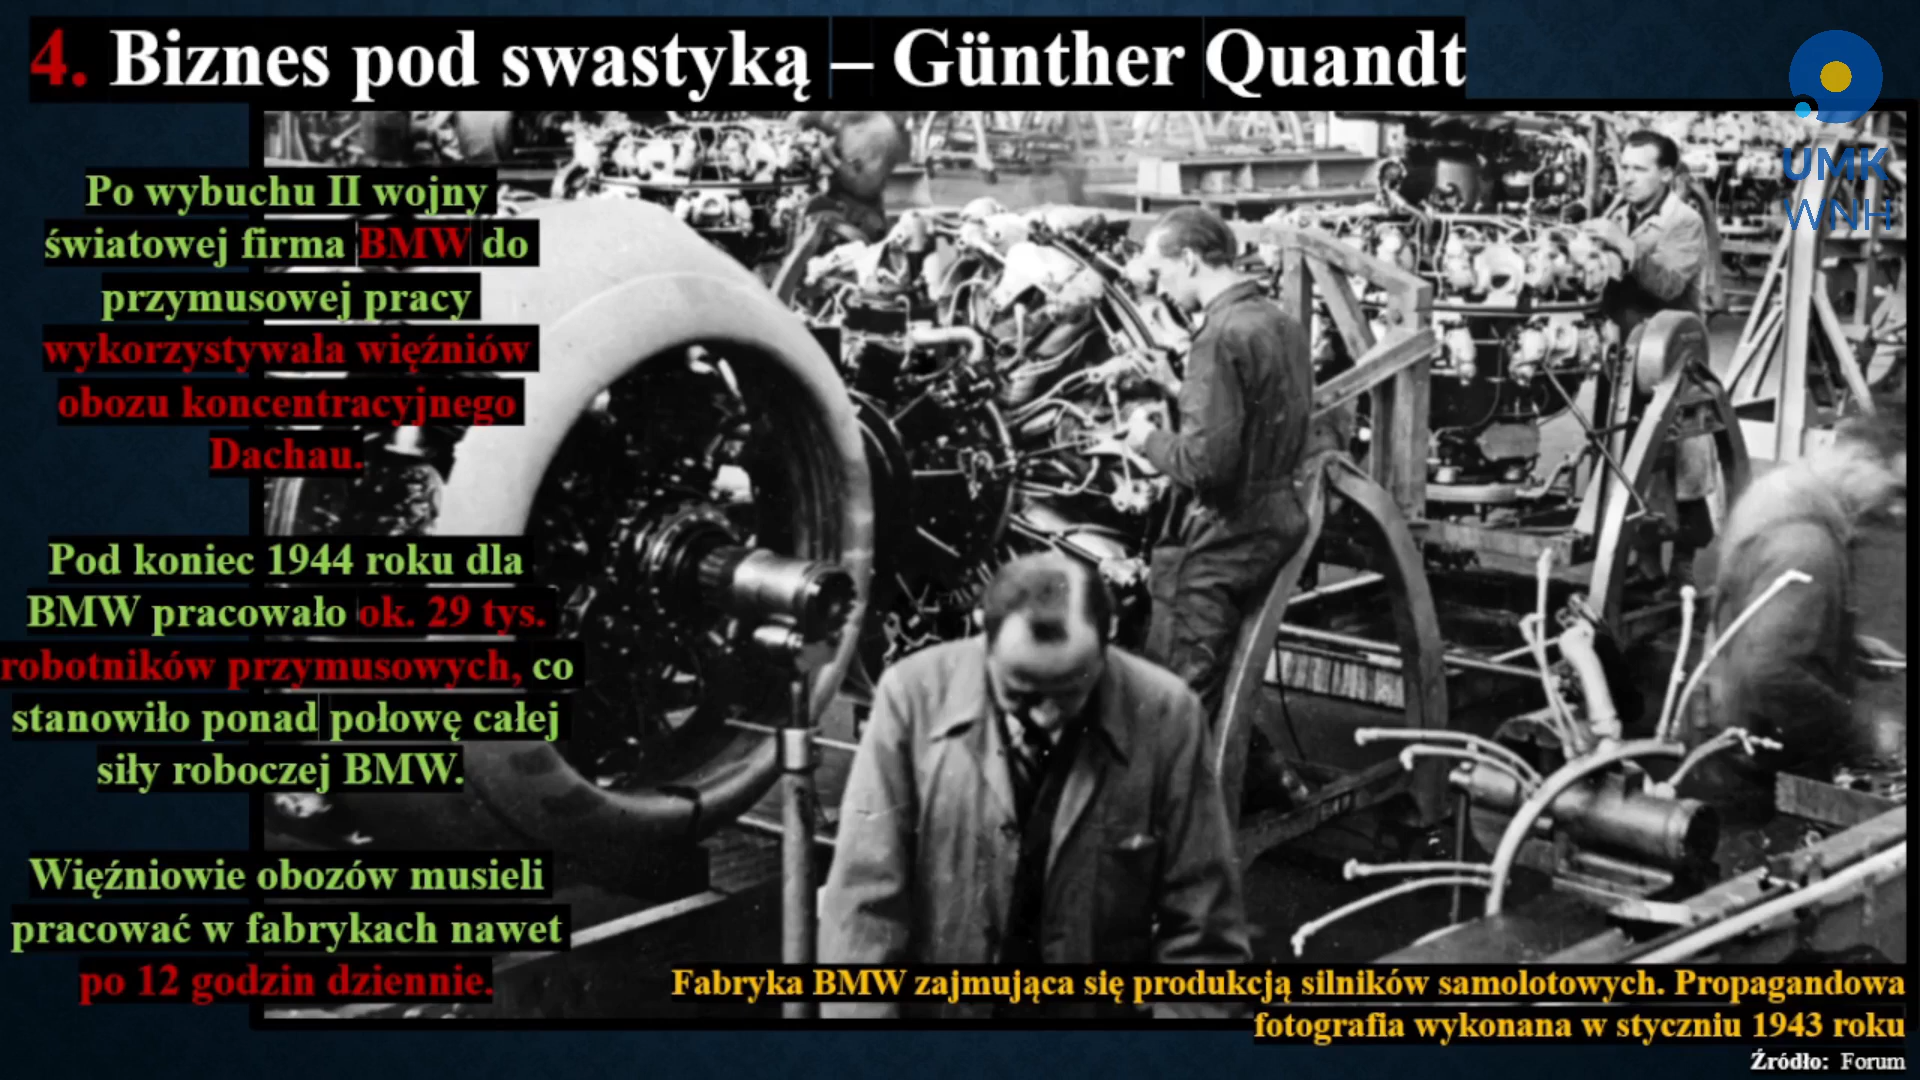 4. Biznes pod swastyką – Günther Quandt
UMK
WNH
Po wybuchu II wojny
światowej firma BMW do
przymusowej pracy
wykorzystywała więźniów
obozu koncentracyjnego
Dachau.
Pod koniec 1944 roku dla
BMW pracowało ok. 29 tys.
robotników przymusowych, co
stanowiło ponad połowę całej
siły roboczej BMW.
Więźniowie obozów musieli
pracować w fabrykach nawet
po 12 godzin dziennie.
Fabryka BMW zajmująca się produkcją silników samolotowych. Propagandowa
fotografia wykonana w styczniu 1943 roku
Źródło: Forum